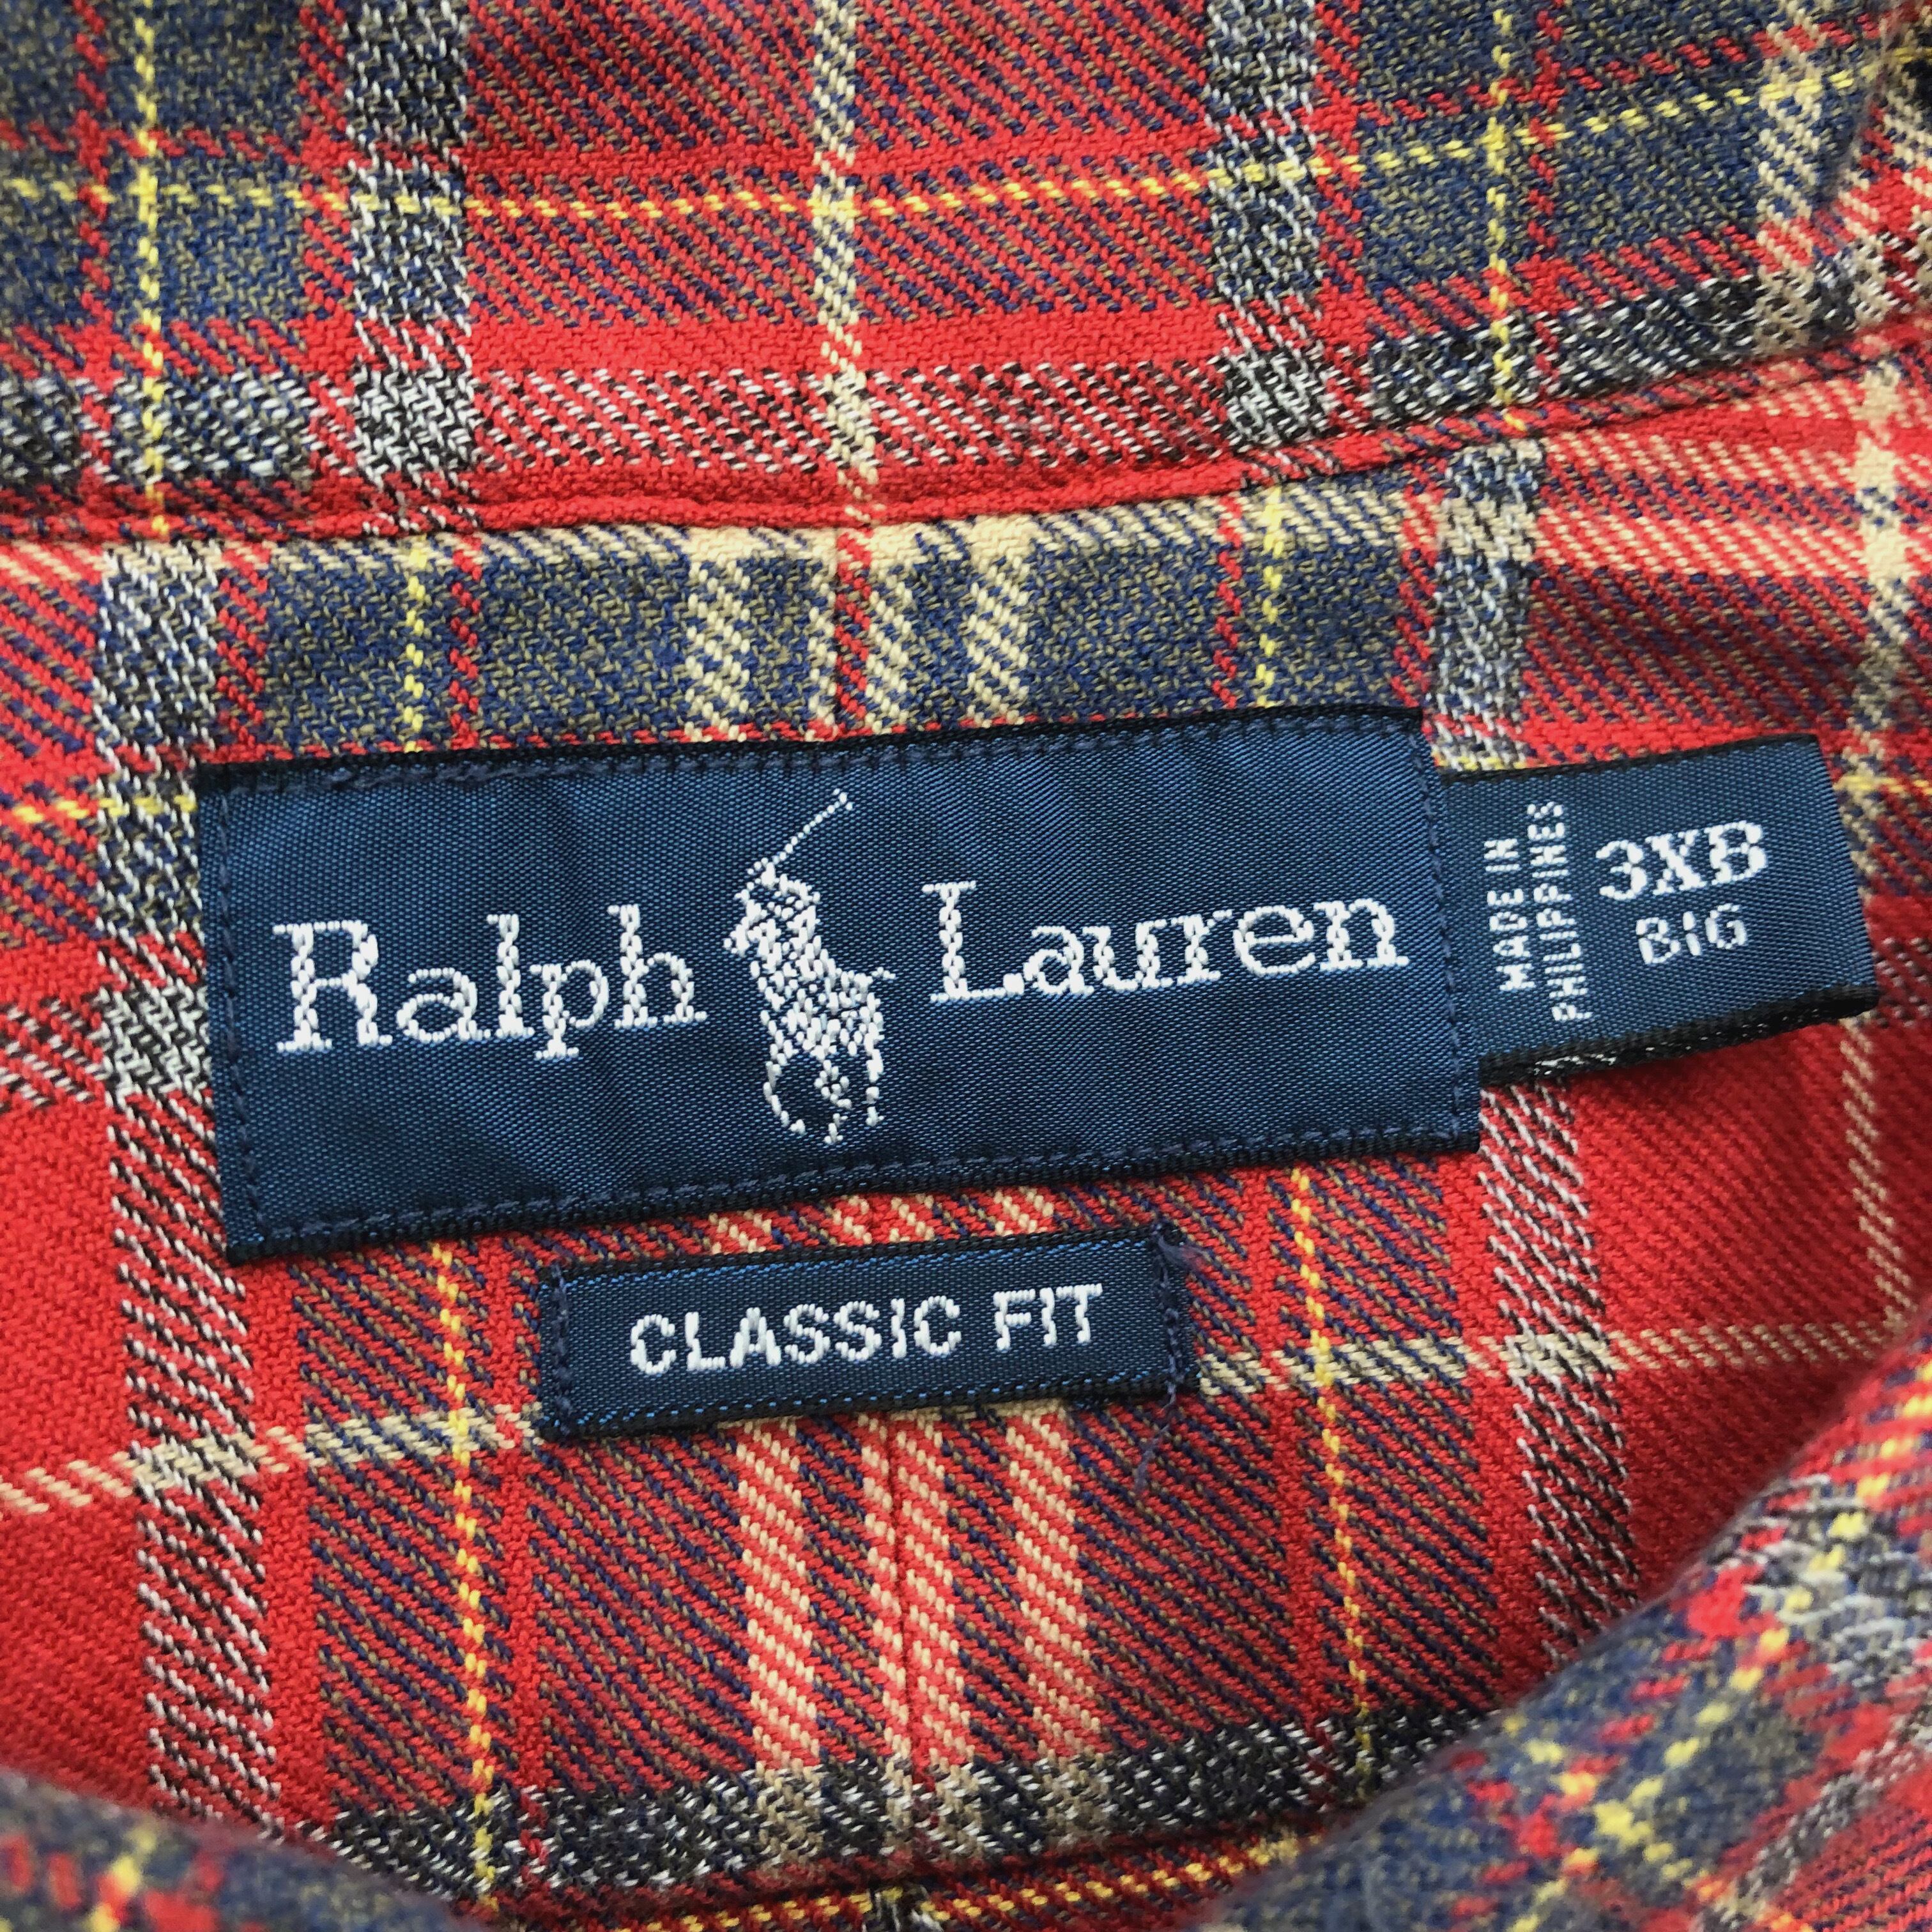 Ralph Lauren
MADE IN
PHILIPPINES
3XB
BIG
CLASSIC FIT